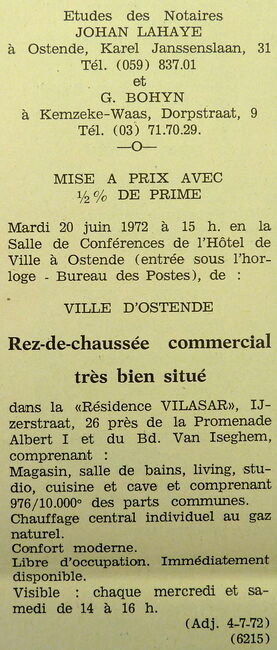 Etudes des Notaires
JOHAN LAHAYE
à Ostende, Karel Janssenslaan, 31
Tél. (059) 837.01
et
G. BOHYN
à Kemzeke-Waas, Dorpstraat, 9
Tél. (03) 71.70.29.
—O—
MISE A PRIX AVEC
½ % DE PRIME
Mardi 20 juin 1972 à 15 h. en la
Salle de Conférences de l'Hôtel de
Ville à Ostende (entrée sous l'hor-
loge - Bureau des Postes), de :
VILLE D'OSTENDE
Rez-de-chaussée commercial
très bien situé
dans la «Résidence VILASAR», IJ-
zerstraat, 26 près de la Promenade
Albert I et du Bd. Van Iseghem,
comprenant :
Magasin, salle de bains, living, stu-
dio, cuisine et cave et comprenant
976/10.000° des parts communes.
Chauffage central individuel au gaz
naturel.
Confort moderne.
Libre d'occupation. Immédiatement
disponible.
Visible : chaque mercredi et sa-
medi de 14 à 16 h.
(Adj. 4-7-72)
(6215)